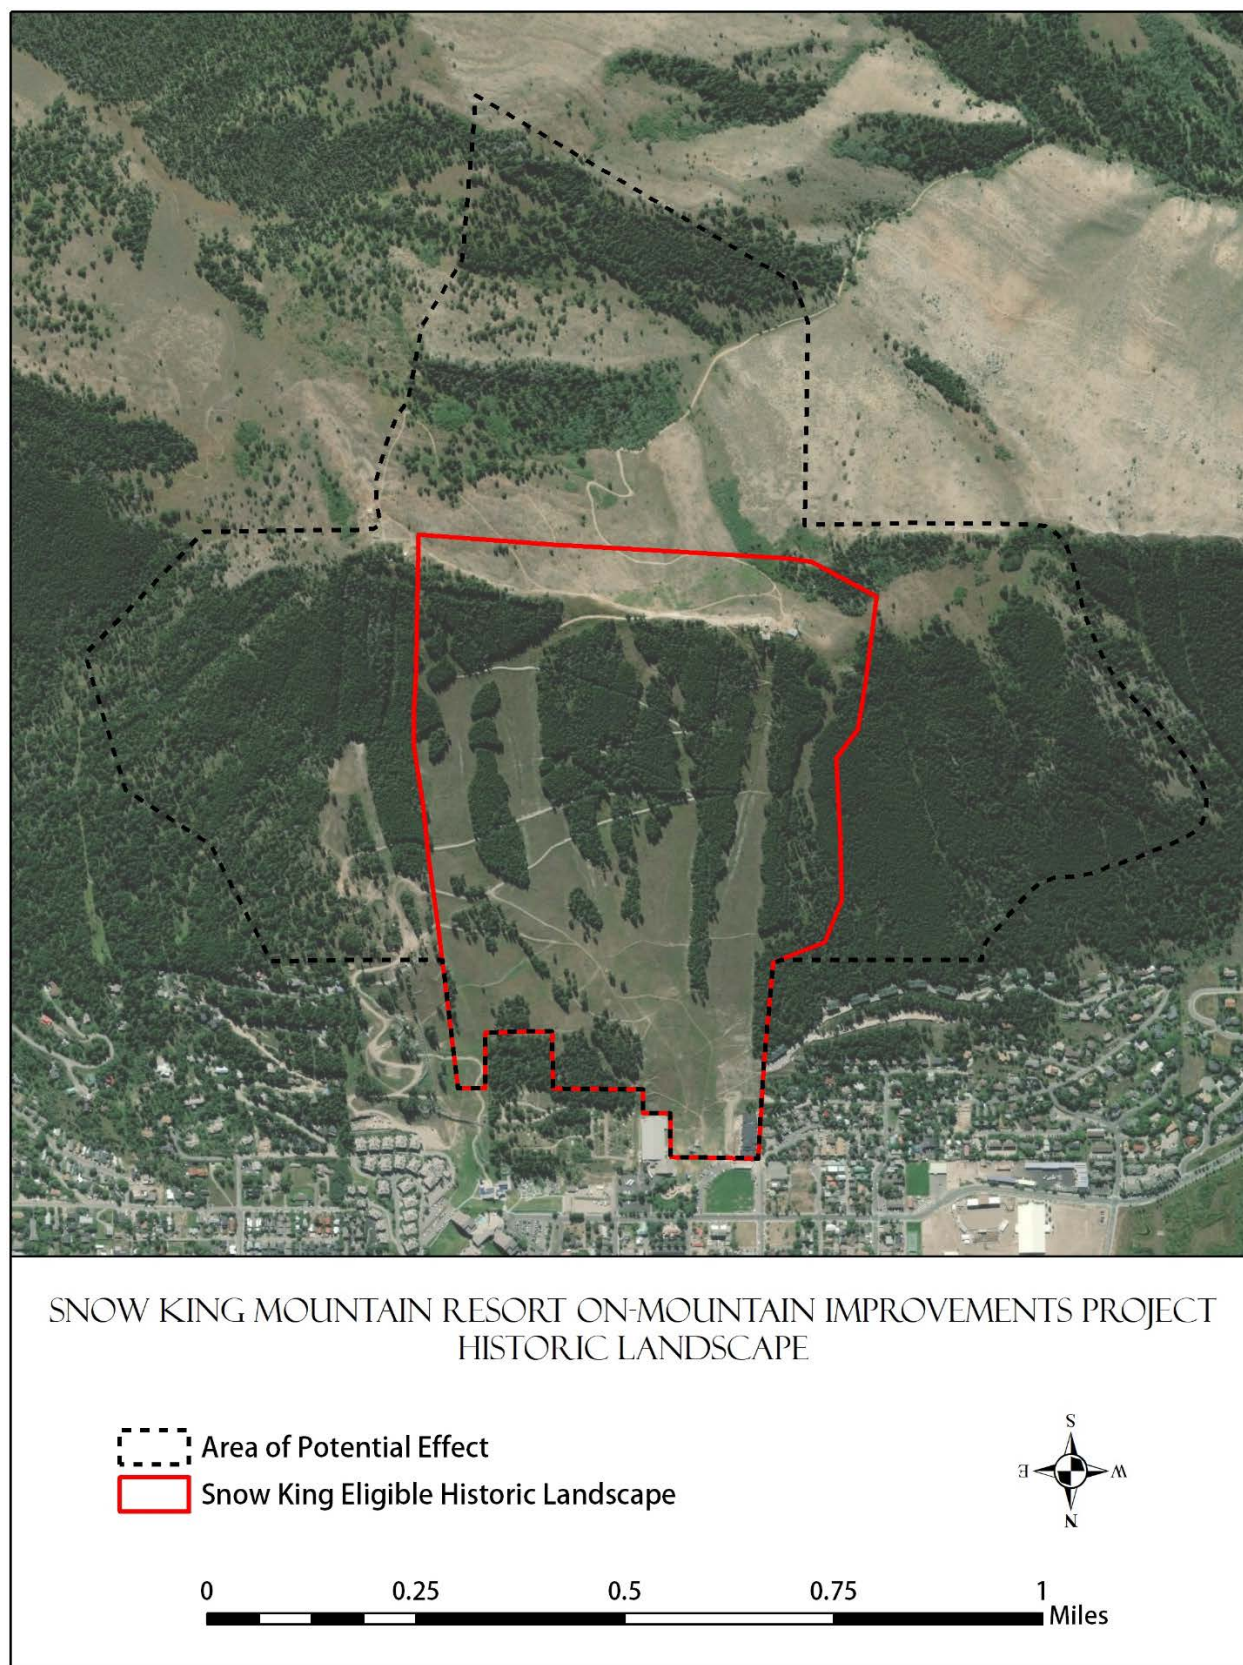 SNOW KING MOUNTAIN RESORT ON-MOUNTAIN IMPROVEMENTS PROJECT
HISTORIC LANDSCAPE
Area of Potential Effect
Snow King Eligible Historic Landscape
S
E W
N
0 0.25 0.5 0.75 1
Miles